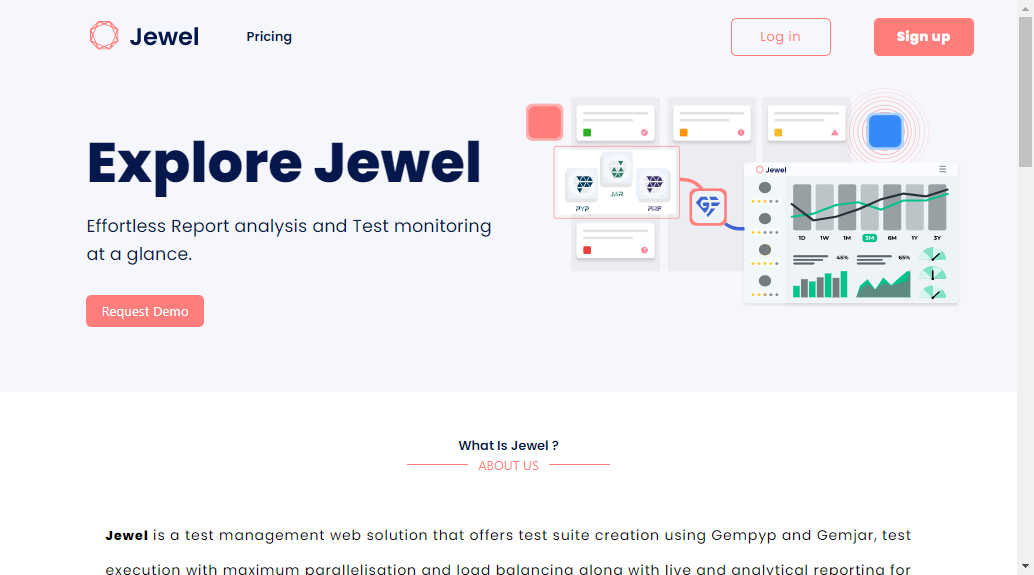 Jewel
Pricing
Log in
Sign up
Explore Jewel
Effortless Report analysis and Test monitoring
at a glance.
Request Demo
PYP
JAR
PRP
Jewel
1D 1W 1M 3M 6M 1Y 3Y
45% 65%
What Is Jewel ?
ABOUT US
Jewel is a test management web solution that offers test suite creation using Gempyp and Gemjar, test
execution with maximum parallelisation and load balancing along with live and analytical reporting for